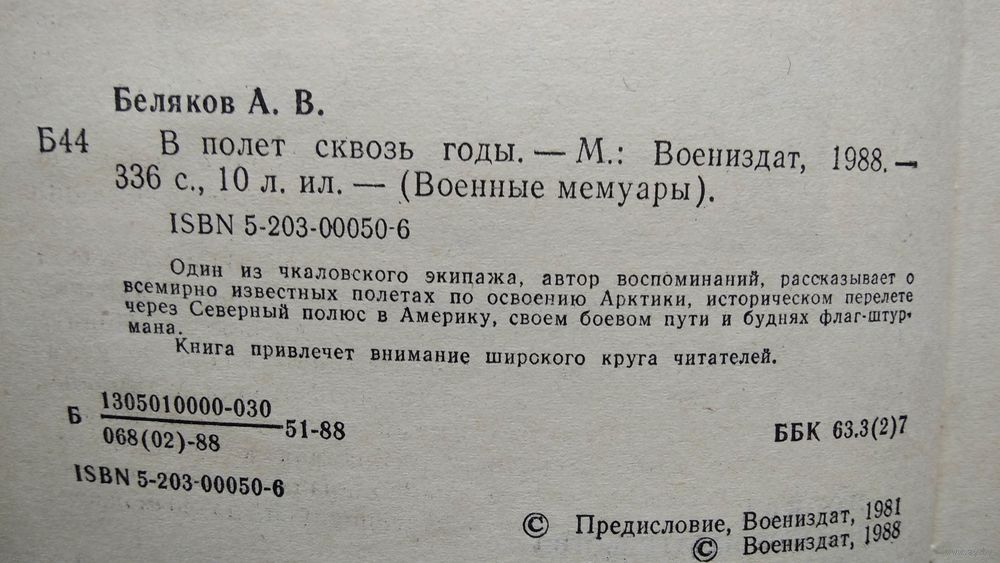 Беляков А. В.
Б44 В полет сквозь годы. — М.: Воениздат, 1988. —
336 с., 10 л. ил. — (Военные мемуары).
ISBN 5-203-00050-6
Один из чкаловского экипажа, автор воспоминаний, рассказывает о
всемирно известных полетах по освоению Арктики, историческом перелете
через Северный полюс в Америку, своем боевом пути и буднях флаг-штур-
мана.
Книга привлечет внимание широкого круга читателей.
Б 1305010000-030
068(02)-88
51-88
ББК 63.3(2)7
ISBN 5-203-00050-6
© Предисловие, Воениздат, 1981
© Воениздат, 1988